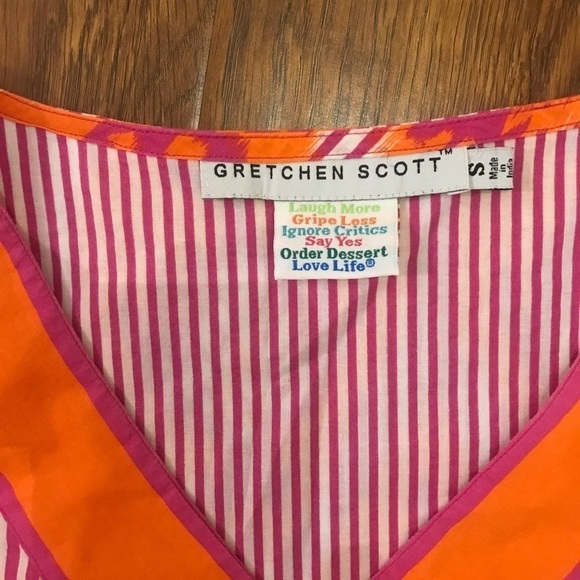 GRETCHEN SCOTT™
S
Made
in
India
Laugh More
Gripe Less
Ignore Critics
Say Yes
Order Dessert
Love Life®